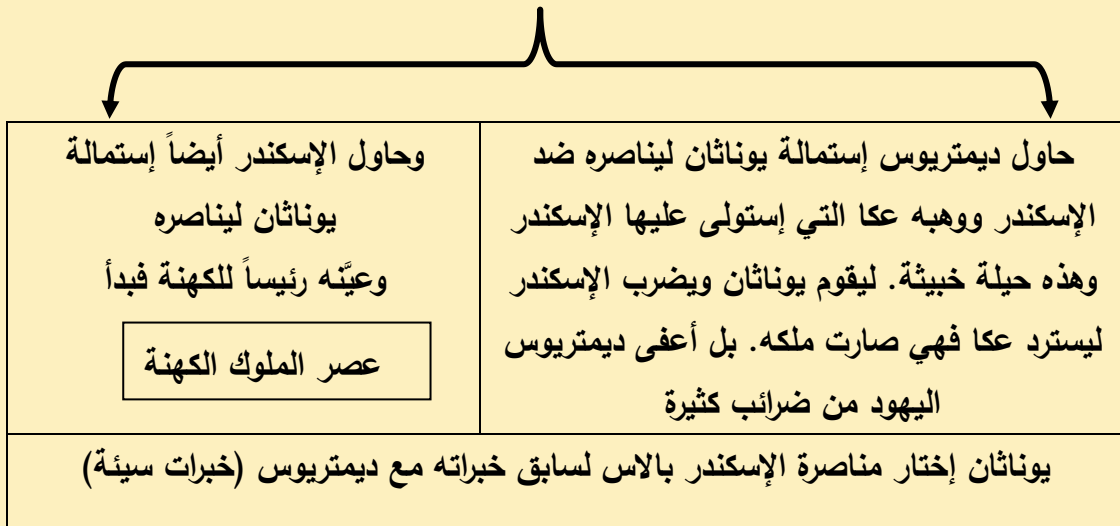 حاول ديمتريوس إستمالة يوناثان ليناصره ضد
الإسكندر ووهبه عكا التي إستولى عليها الإسكندر
وهذه حيلة خبيثة. ليقوم يوناثان ويضرب الإسكندر
ليسترد عكا فهي صارت ملكه. بل أعفى ديمتريوس
اليهود من ضرائب كثيرة
وحاول الإسكندر أيضاً إستمالة
يوناثان ليناصره
وعيَّنه رئيساً للكهنة فبدأ
عصر الملوك الكهنة
يوناثان إختار مناصرة الإسكندر بالاس لسابق خبراته مع ديمتريوس (خبرات سيئة)